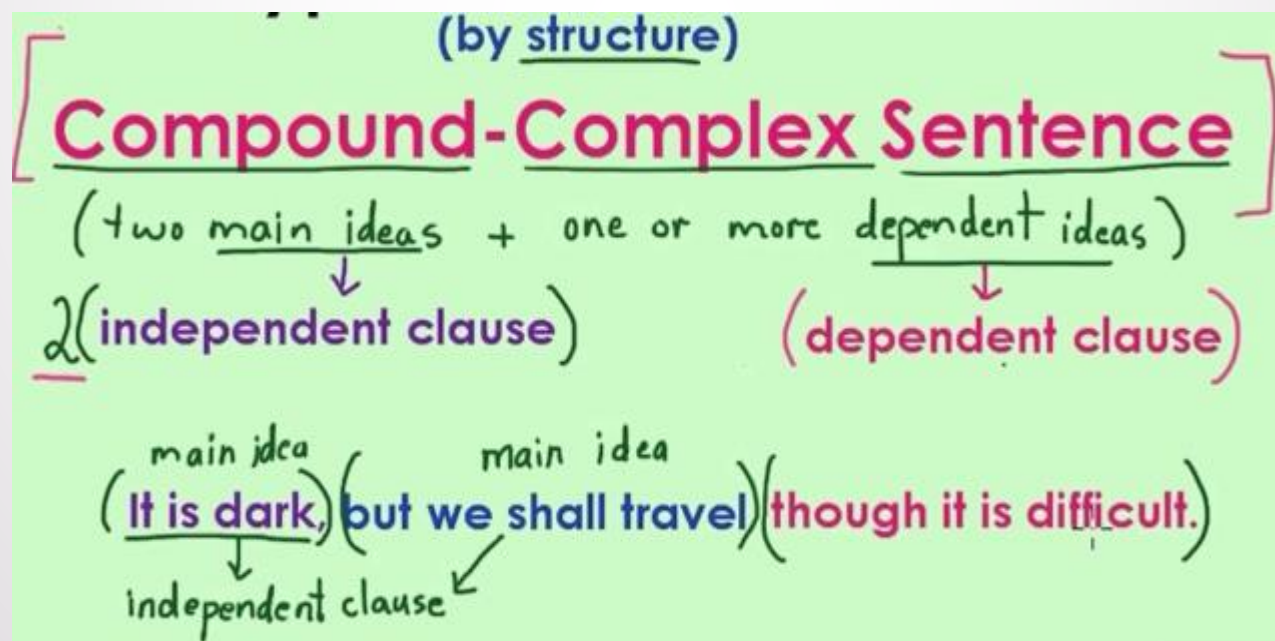 (by structure)
Compound-Complex Sentence
(two main ideas + one or more dependent ideas)
2(independent clause) (dependent clause)
main idea main idea
(It is dark,)(but we shall travel)(though it is difficult.)
independent clause